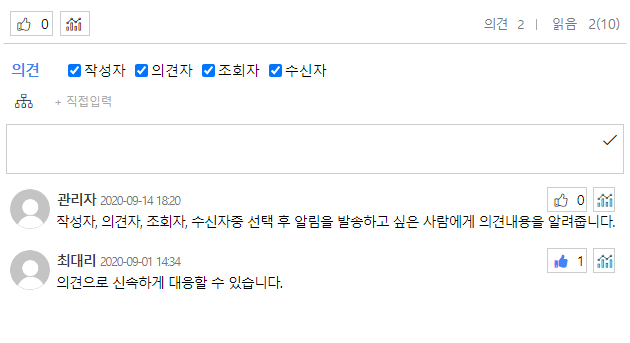 0 의견 2 | 읽음 2(10)
의견 작성자 의견자 조회자 수신자
+ 직접입력
관리자 2020-09-14 18:20 0
작성자, 의견자, 조회자, 수신자중 선택 후 알림을 발송하고 싶은 사람에게 의견내용을 알려줍니다.
최대리 2020-09-01 14:34 1
의견으로 신속하게 대응할 수 있습니다.